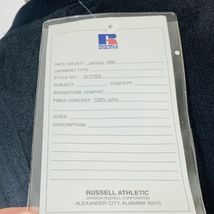 RUSSELL
ATHLETIC
DATE ISSUED: January 1995
GARMENT TYPE:
STYLE NO.
SUBJECT: CONCEPT:
BOOKSTORE GRAPHIC:
FIBER CONTENT: 100%
SIZES:
DESCRIPTION:
RUSSELL ATHLETIC
DIVISION RUSSELL CORPORATION
ALEXANDER CITY, ALABAMA 35010